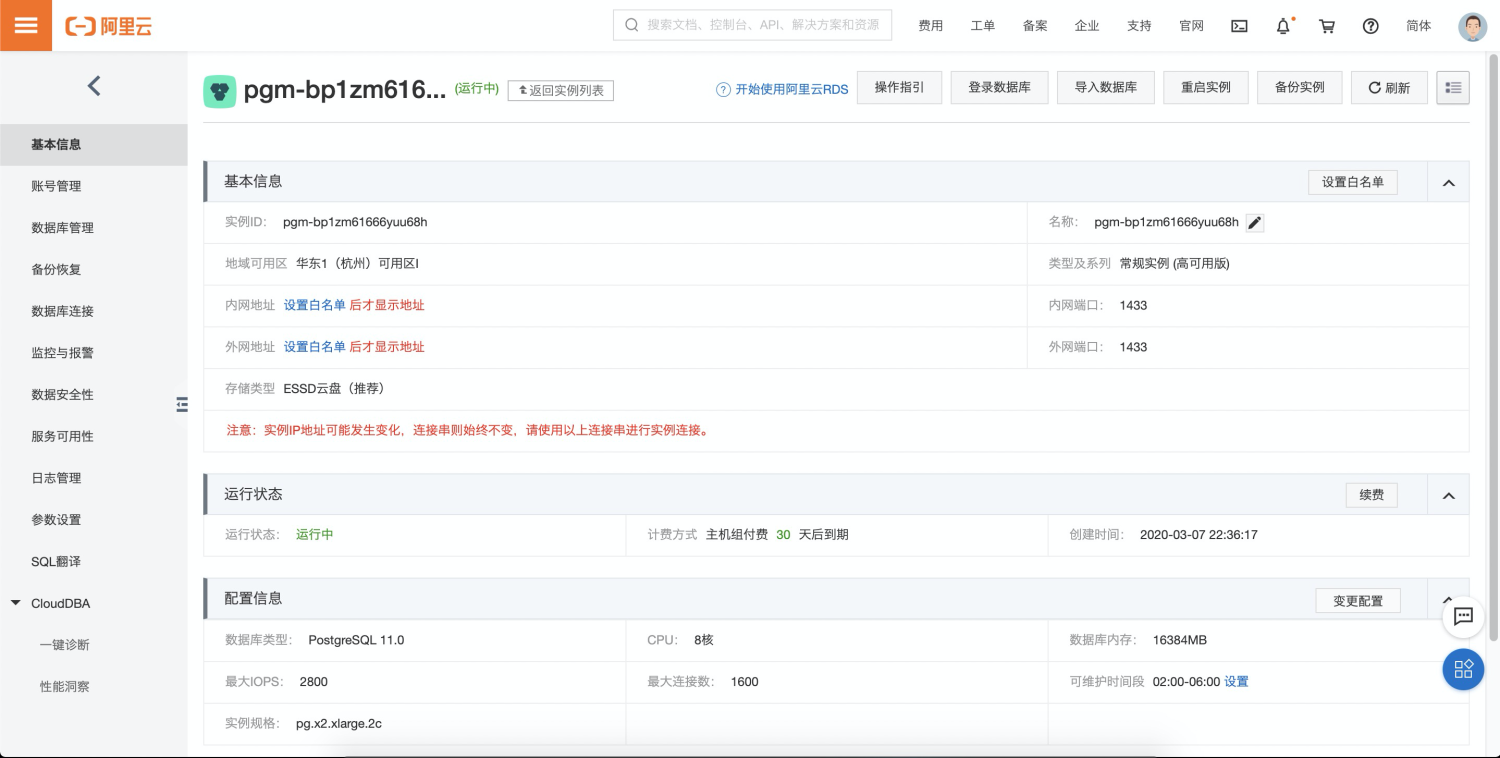 阿里云
搜索文档、控制台、API、解决方案和资源
费用 工单 备案 企业 支持 官网 简体
pgm-bp1zm616... (运行中) 返回实例列表
开始使用阿里云RDS 操作指引 登录数据库 导入数据库 重启实例 备份实例 刷新
基本信息
账号管理
数据库管理
备份恢复
数据库连接
监控与报警
数据安全性
服务可用性
日志管理
参数设置
SQL翻译
CloudDBA
一键诊断
性能洞察
基本信息 设置白名单
实例ID: pgm-bp1zm61666yuu68h 名称: pgm-bp1zm61666yuu68h
地域可用区 华东1（杭州）可用区I 类型及系列 常规实例 (高可用版)
内网地址 设置白名单 后才显示地址 内网端口: 1433
外网地址 设置白名单 后才显示地址 外网端口: 1433
存储类型 ESSD云盘（推荐）
注意：实例IP地址可能发生变化，连接串则始终不变，请使用以上连接串进行实例连接。
运行状态 续费
运行状态: 运行中 计费方式 主机组付费 30 天后到期 创建时间: 2020-03-07 22:36:17
配置信息 变更配置
数据库类型: PostgreSQL 11.0 CPU: 8核 数据库内存: 16384MB
最大IOPS: 2800 最大连接数: 1600 可维护时间段 02:00-06:00 设置
实例规格: pg.x2.xlarge.2c